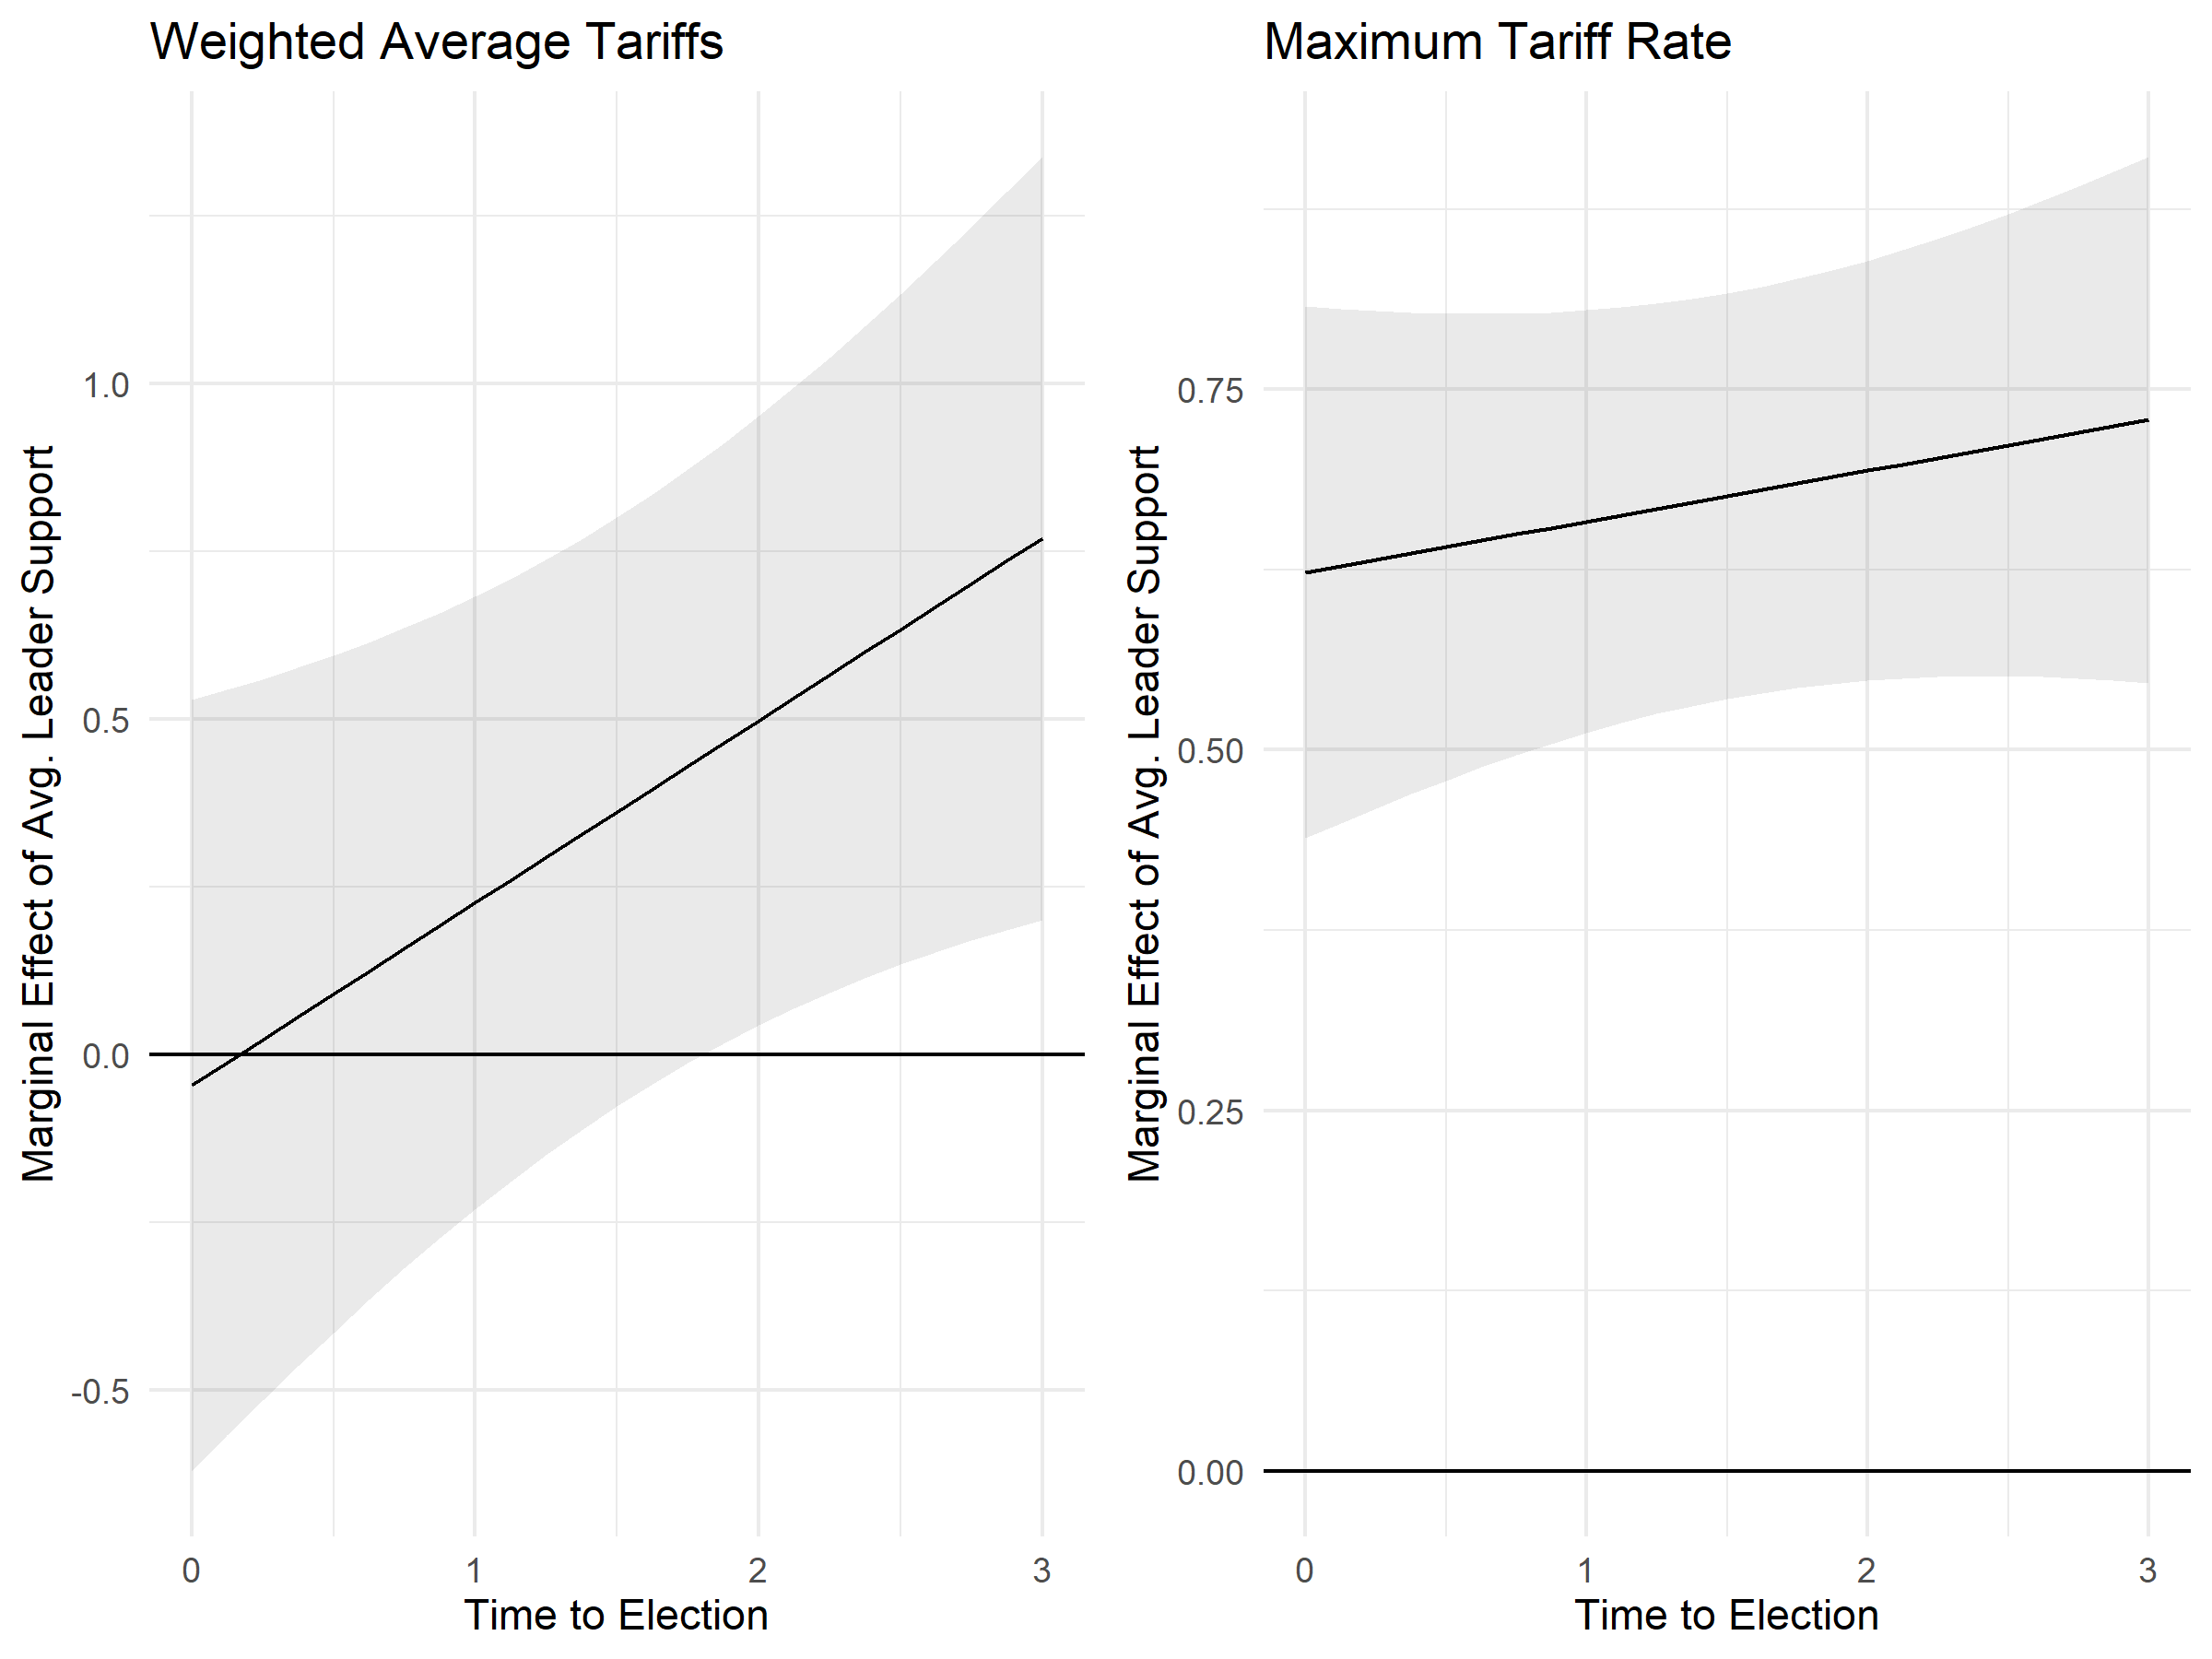 Weighted Average Tariffs
Marginal Effect of Avg. Leader Support
1.0
0.5
0.0
-0.5
0 1 2 3
Time to Election
Maximum Tariff Rate
Marginal Effect of Avg. Leader Support
0.75
0.50
0.25
0.00
0 1 2 3
Time to Election